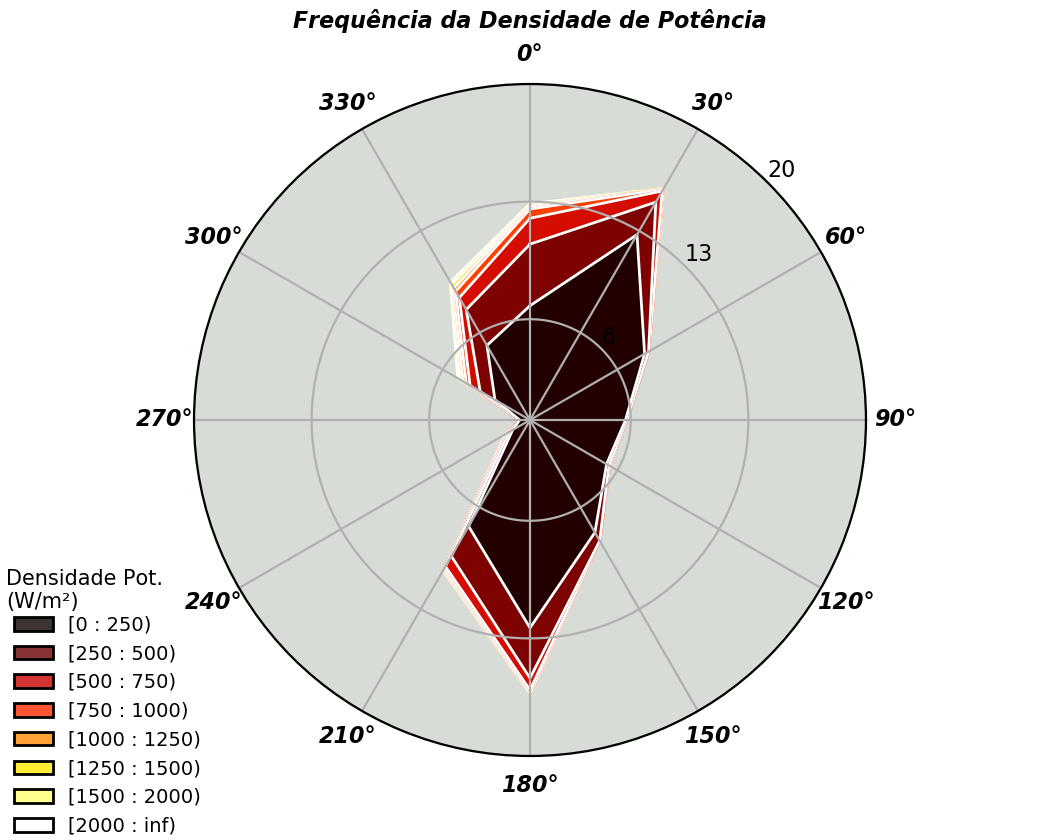 Frequência da Densidade de Potência
0°
330°
30°
20
300°
60°
13
6
270°
90°
Densidade Pot.
(W/m²)
240°
120°
[0 : 250)
[250 : 500)
[500 : 750)
[750 : 1000)
210°
150°
[1000 : 1250)
[1250 : 1500)
180°
[1500 : 2000)
[2000 : inf)